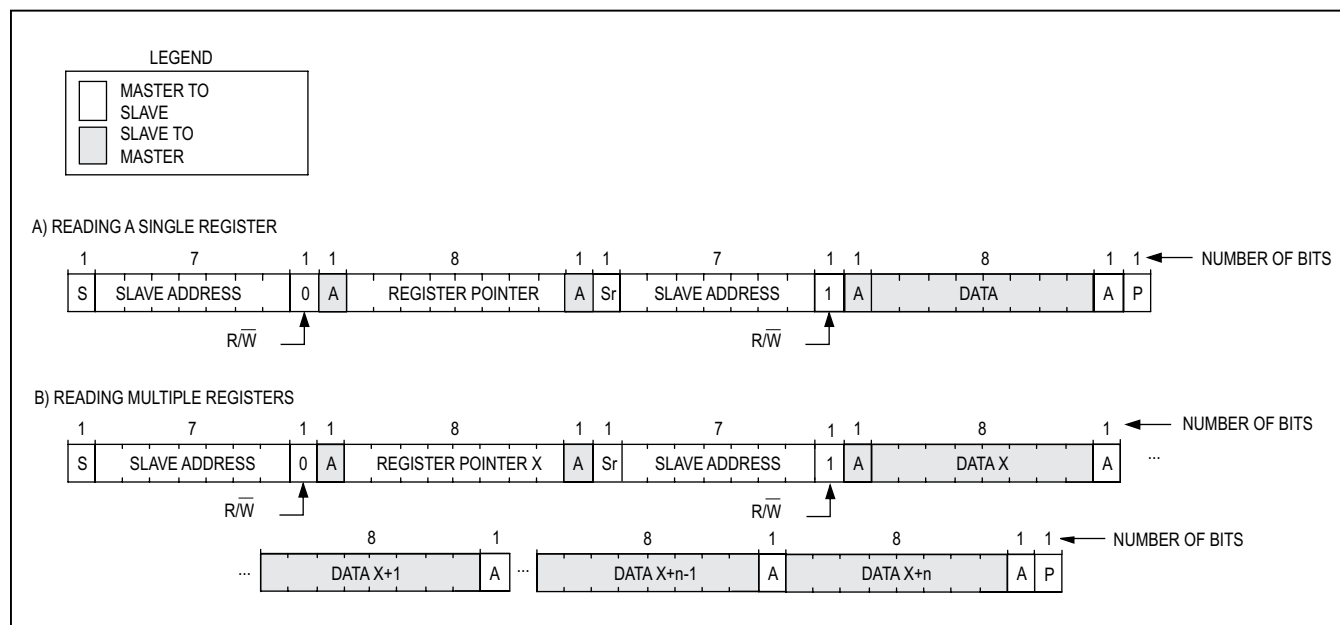 LEGEND
MASTER TO
SLAVE
SLAVE TO
MASTER
A) READING A SINGLE REGISTER
1 7 1 1 8 1 1 7 1 1 8 1 1 NUMBER OF BITS
S SLAVE ADDRESS 0 A REGISTER POINTER A Sr SLAVE ADDRESS 1 A DATA A P
R/W̅ R/W̅
B) READING MULTIPLE REGISTERS
1 7 1 1 8 1 1 7 1 1 8 1 NUMBER OF BITS
S SLAVE ADDRESS 0 A REGISTER POINTER X A Sr SLAVE ADDRESS 1 A DATA X A ...
R/W̅ R/W̅
8 1 8 1 8 1 1 NUMBER OF BITS
... DATA X+1 A ... DATA X+n-1 A DATA X+n A P